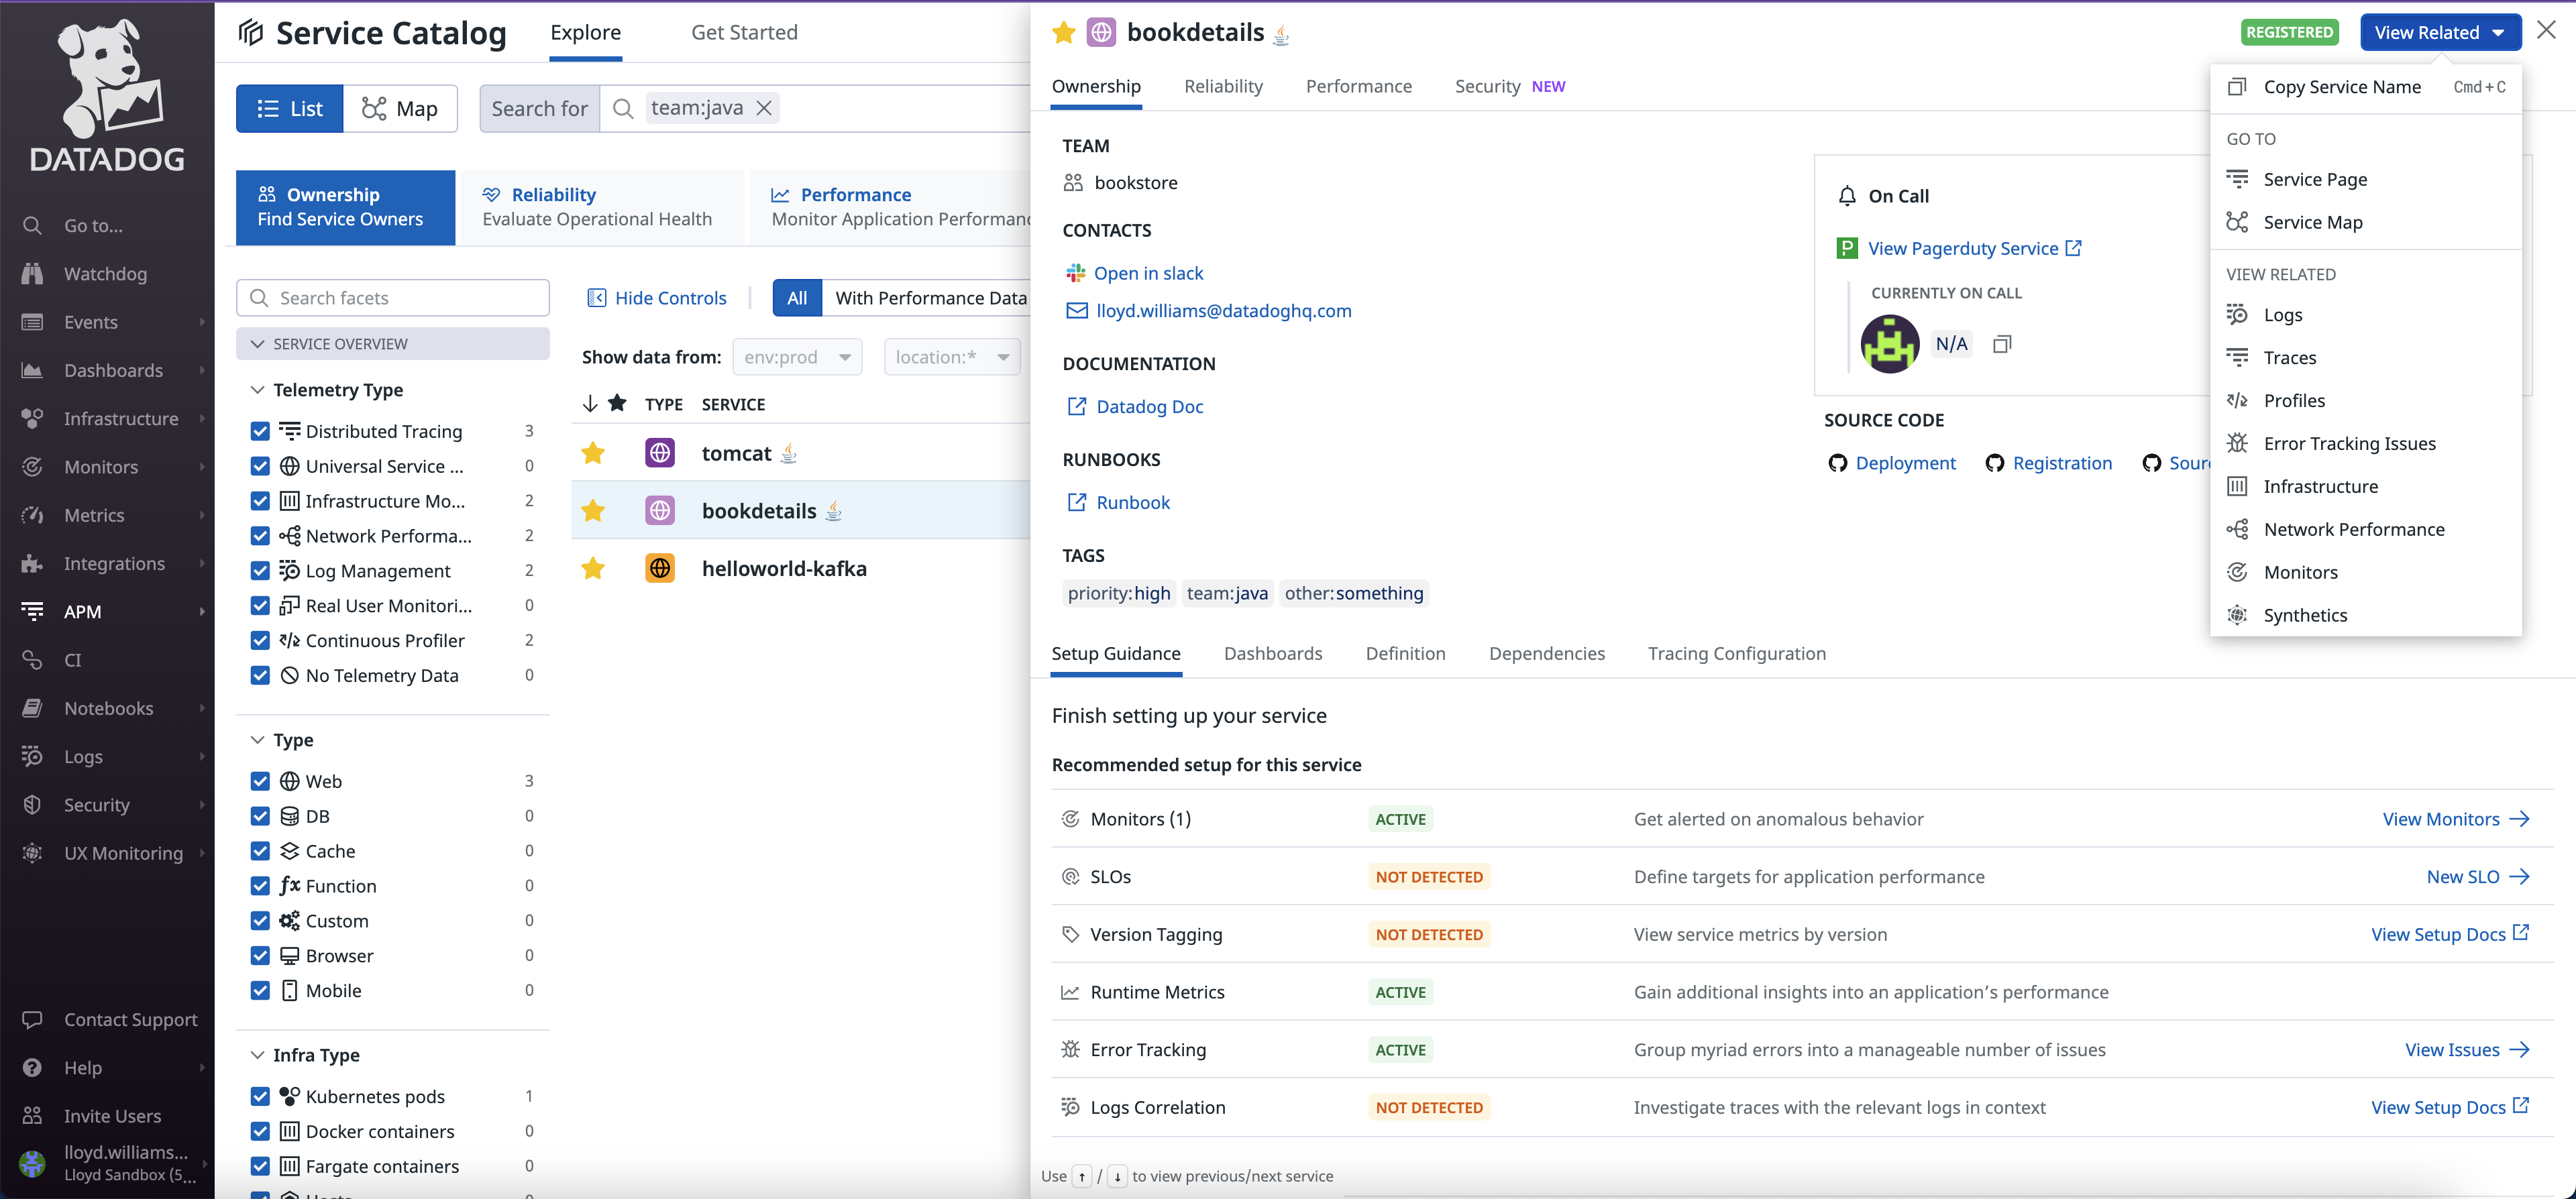 DATADOG
Go to...
Watchdog
Events
Dashboards
Infrastructure
Monitors
Metrics
Integrations
APM
CI
Notebooks
Logs
Security
UX Monitoring
Contact Support
Help
Invite Users
lloyd.williams...
Lloyd Sandbox (5...
Service Catalog
Explore
Get Started
List
Map
Search for
team:java
Ownership
Find Service Owners
Reliability
Evaluate Operational Health
Performance
Monitor Application Performanc
Search facets
SERVICE OVERVIEW
Telemetry Type
Distributed Tracing 3
Universal Service ... 0
Infrastructure Mo... 2
Network Performa... 2
Log Management 2
Real User Monitori... 0
Continuous Profiler 2
No Telemetry Data 0
Type
Web 3
DB 0
Cache 0
Function 0
Custom 0
Browser 0
Mobile 0
Infra Type
Kubernetes pods 1
Docker containers 0
Fargate containers 0
Hide Controls
All
With Performance Data
Show data from:
env:prod
location:*
TYPE SERVICE
tomcat
bookdetails
helloworld-kafka
bookdetails
REGISTERED
View Related
Ownership
Reliability
Performance
Security NEW
TEAM
bookstore
CONTACTS
Open in slack
lloyd.williams@datadoghq.com
DOCUMENTATION
Datadog Doc
RUNBOOKS
Runbook
TAGS
priority:high team:java other:something
On Call
P View Pagerduty Service
CURRENTLY ON CALL
N/A
SOURCE CODE
Deployment
Registration
Sour
Copy Service Name Cmd+C
GO TO
Service Page
Service Map
VIEW RELATED
Logs
Traces
Profiles
Error Tracking Issues
Infrastructure
Network Performance
Monitors
Synthetics
Setup Guidance
Dashboards
Definition
Dependencies
Tracing Configuration
Finish setting up your service
Recommended setup for this service
Monitors (1) ACTIVE Get alerted on anomalous behavior View Monitors
SLOs NOT DETECTED Define targets for application performance New SLO
Version Tagging NOT DETECTED View service metrics by version View Setup Docs
Runtime Metrics ACTIVE Gain additional insights into an application's performance
Error Tracking ACTIVE Group myriad errors into a manageable number of issues View Issues
Logs Correlation NOT DETECTED Investigate traces with the relevant logs in context View Setup Docs
Use ↑ / ↓ to view previous/next service